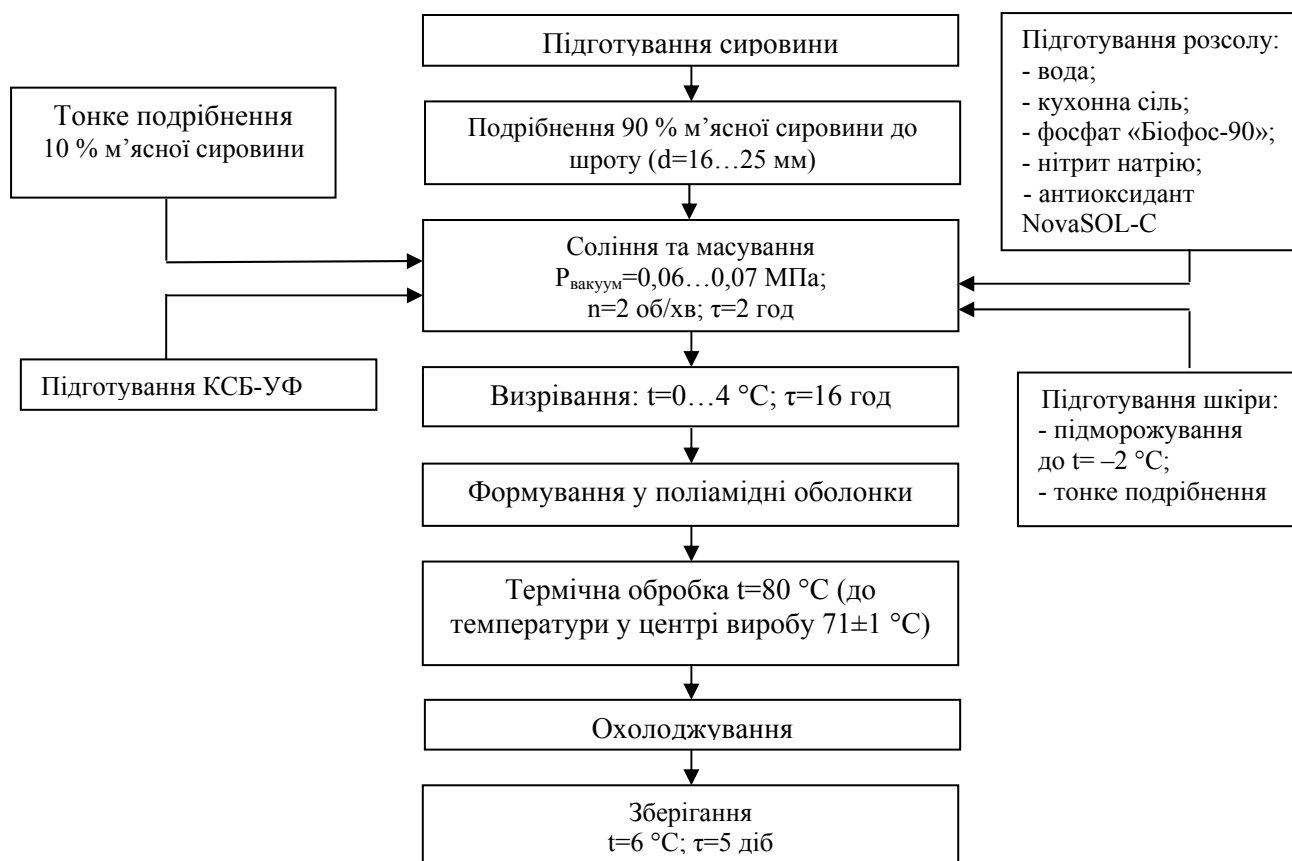 Підготування сировини
Підготування розсолу:
- вода;
- кухонна сіль;
- фосфат «Біофос-90»;
- нітрит натрію;
- антиоксидант
NovaSOL-C
Тонке подрібнення
10 % м’ясної сировини
Подрібнення 90 % м’ясної сировини до
шроту (d=16…25 мм)
Соління та масування
Рвакуум=0,06…0,07 МПа;
n=2 об/хв; τ=2 год
Підготування КСБ-УФ
Визрівання: t=0…4 °C; τ=16 год
Підготування шкіри:
- підморожування
до t= –2 °C;
- тонке подрібнення
Формування у поліамідні оболонки
Термічна обробка t=80 °C (до
температури у центрі виробу 71±1 °C)
Охолоджування
Зберігання
t=6 °C; τ=5 діб